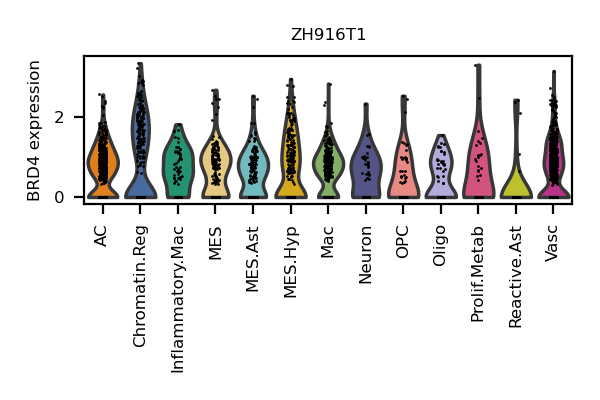 ZH916T1
BRD4 expression
2
0
AC
Chromatin.Reg
Inflammatory.Mac
MES
MES.Ast
MES.Hyp
Mac
Neuron
OPC
Oligo
Prolif.Metab
Reactive.Ast
Vasc